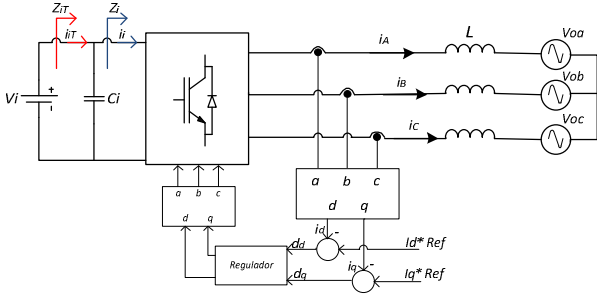 ZiT
Zi
iiT
ii
Vi
+
-
Ci
iA
L
Voa
iB
Vob
iC
Voc
a b c
d q
a b c
d q
id
-
dd
Id* Ref
Regulador
dq
iq
-
Iq* Ref